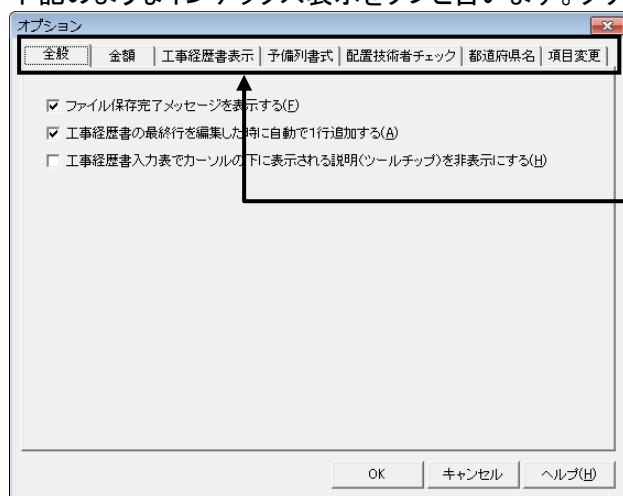 下記のようなインデックス表示をタブと言います。クリ
オプション
全般 金額 工事経歴書表示 予備列書式 配置技術者チェック 都道府県名 項目変更
ファイル保存完了メッセージを表示する(F)
工事経歴書の最終行を編集した時に自動で1行追加する(A)
工事経歴書入力表でカーソルの下に表示される説明(ツールチップ)を非表示にする(H)
OK キャンセル ヘルプ(H)